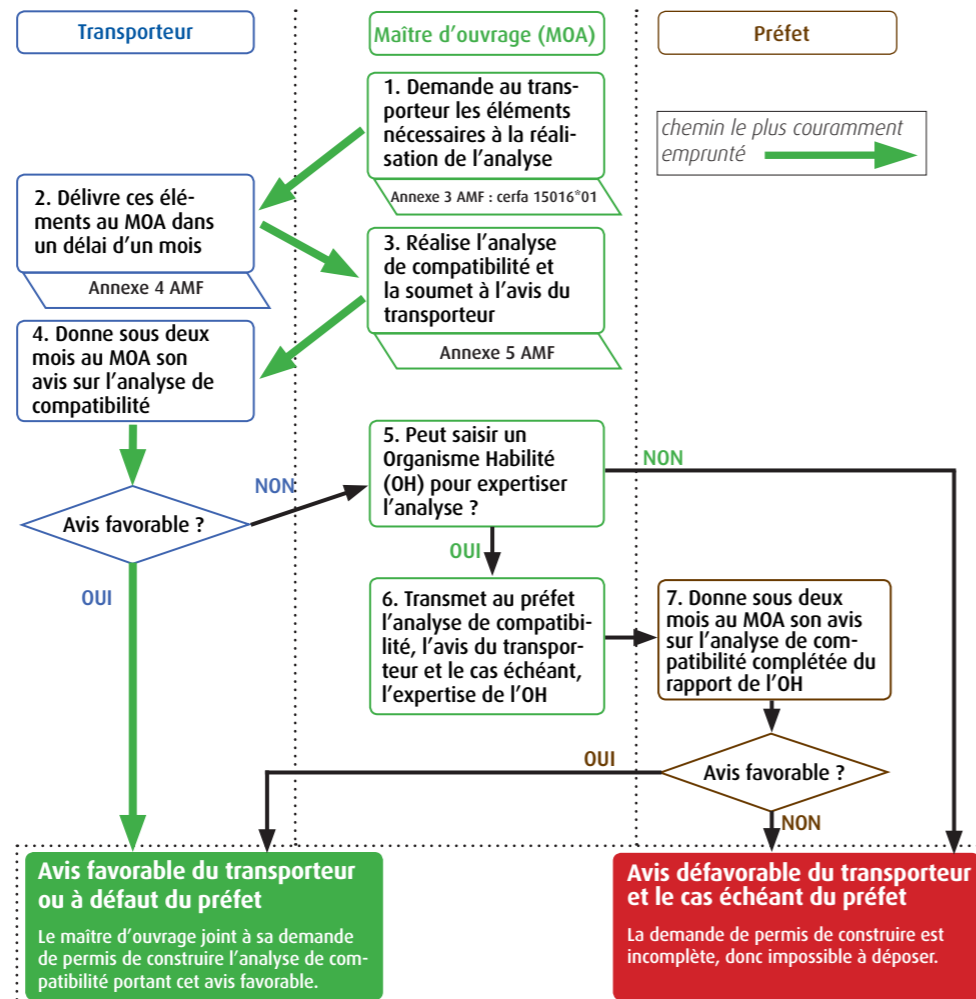 Transporteur
Maître d'ouvrage (MOA)
Préfet
1. Demande au trans-
porteur les éléments
nécessaires à la réali-
sation de l'analyse
Annexe 3 AMF : cerfa 15016*01
chemin le plus couramment
emprunté
2. Délivre ces élé-
ments au MOA dans
un délai d'un mois
Annexe 4 AMF
3. Réalise l'analyse
de compatibilité et
la soumet à l'avis du
transporteur
Annexe 5 AMF
4. Donne sous deux
mois au MOA son
avis sur l'analyse de
compatibilité
5. Peut saisir un
Organisme Habilité
(OH) pour expertiser
l'analyse ?
NON
NON
Avis favorable ?
OUI
OUI
6. Transmet au préfet
l'analyse de compatibi-
lité, l'avis du transpor-
teur et le cas échéant,
l'expertise de l'OH
7. Donne sous deux
mois au MOA son avis
sur l'analyse de com-
patibilité complétée du
rapport de l'OH
OUI
Avis favorable ?
NON
Avis favorable du transporteur
ou à défaut du préfet
Le maître d'ouvrage joint à sa demande
de permis de construire l'analyse de com-
patibilité portant cet avis favorable.
Avis défavorable du transporteur
et le cas échéant du préfet
La demande de permis de construire est
incomplète, donc impossible à déposer.